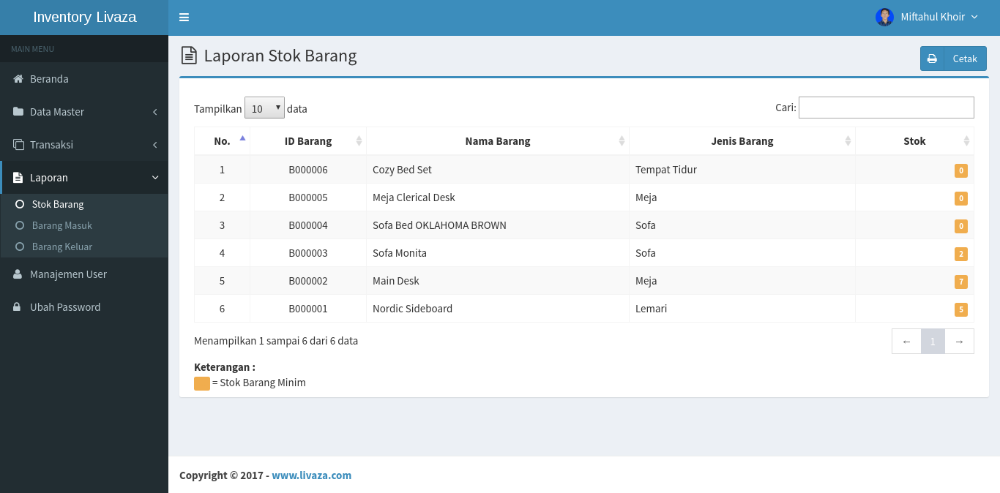 Inventory Livaza
Miftahul Khoir
MAIN MENU
Beranda
Data Master
Transaksi
Laporan
Stok Barang
Barang Masuk
Barang Keluar
Manajemen User
Ubah Password
Laporan Stok Barang
Cetak
Tampilkan 10 data
Cari:
No. ID Barang Nama Barang Jenis Barang Stok
1 B000006 Cozy Bed Set Tempat Tidur 0
2 B000005 Meja Clerical Desk Meja 0
3 B000004 Sofa Bed OKLAHOMA BROWN Sofa 0
4 B000003 Sofa Monita Sofa 2
5 B000002 Main Desk Meja 7
6 B000001 Nordic Sideboard Lemari 5
Menampilkan 1 sampai 6 dari 6 data
← 1 →
Keterangan :
= Stok Barang Minim
Copyright © 2017 - www.livaza.com